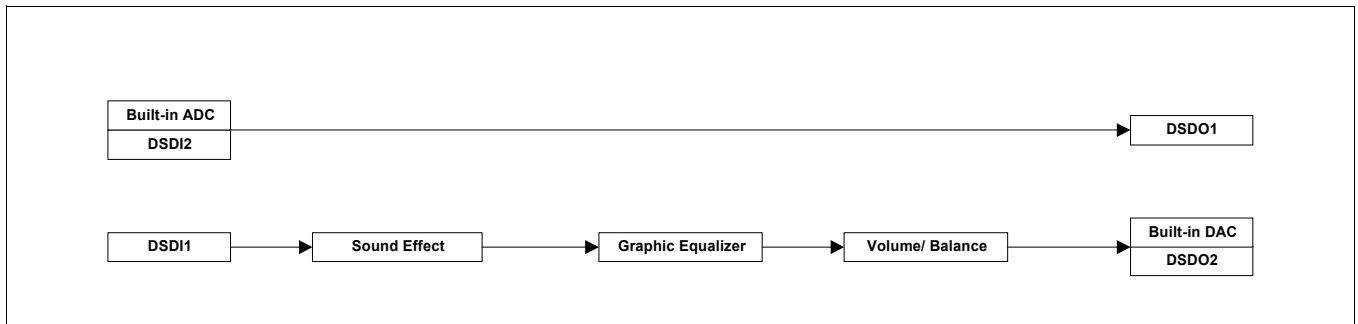 Built-in ADC
DSDI2
DSDO1
DSDI1
Sound Effect
Graphic Equalizer
Volume/ Balance
Built-in DAC
DSDO2